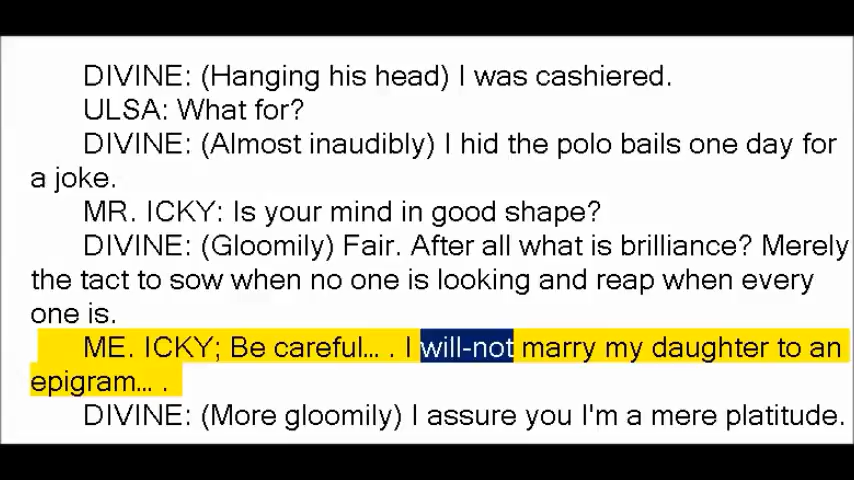 DIVINE: (Hanging his head) I was cashiered.
ULSA: What for?
DIVINE: (Almost inaudibly) I hid the polo bails one day for
a joke.
MR. ICKY: Is your mind in good shape?
DIVINE: (Gloomily) Fair. After all what is brilliance? Merely
the tact to sow when no one is looking and reap when every
one is.
ME. ICKY; Be careful... . I will-not marry my daughter to an
epigram... .
DIVINE: (More gloomily) I assure you I'm a mere platitude.